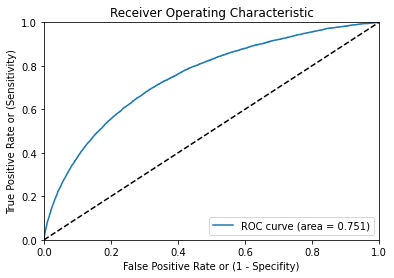 Receiver Operating Characteristic
True Positive Rate or (Sensitivity)
1.0
0.8
0.6
0.4
0.2
0.0
ROC curve (area = 0.751)
0.0 0.2 0.4 0.6 0.8 1.0
False Positive Rate or (1 - Specifity)